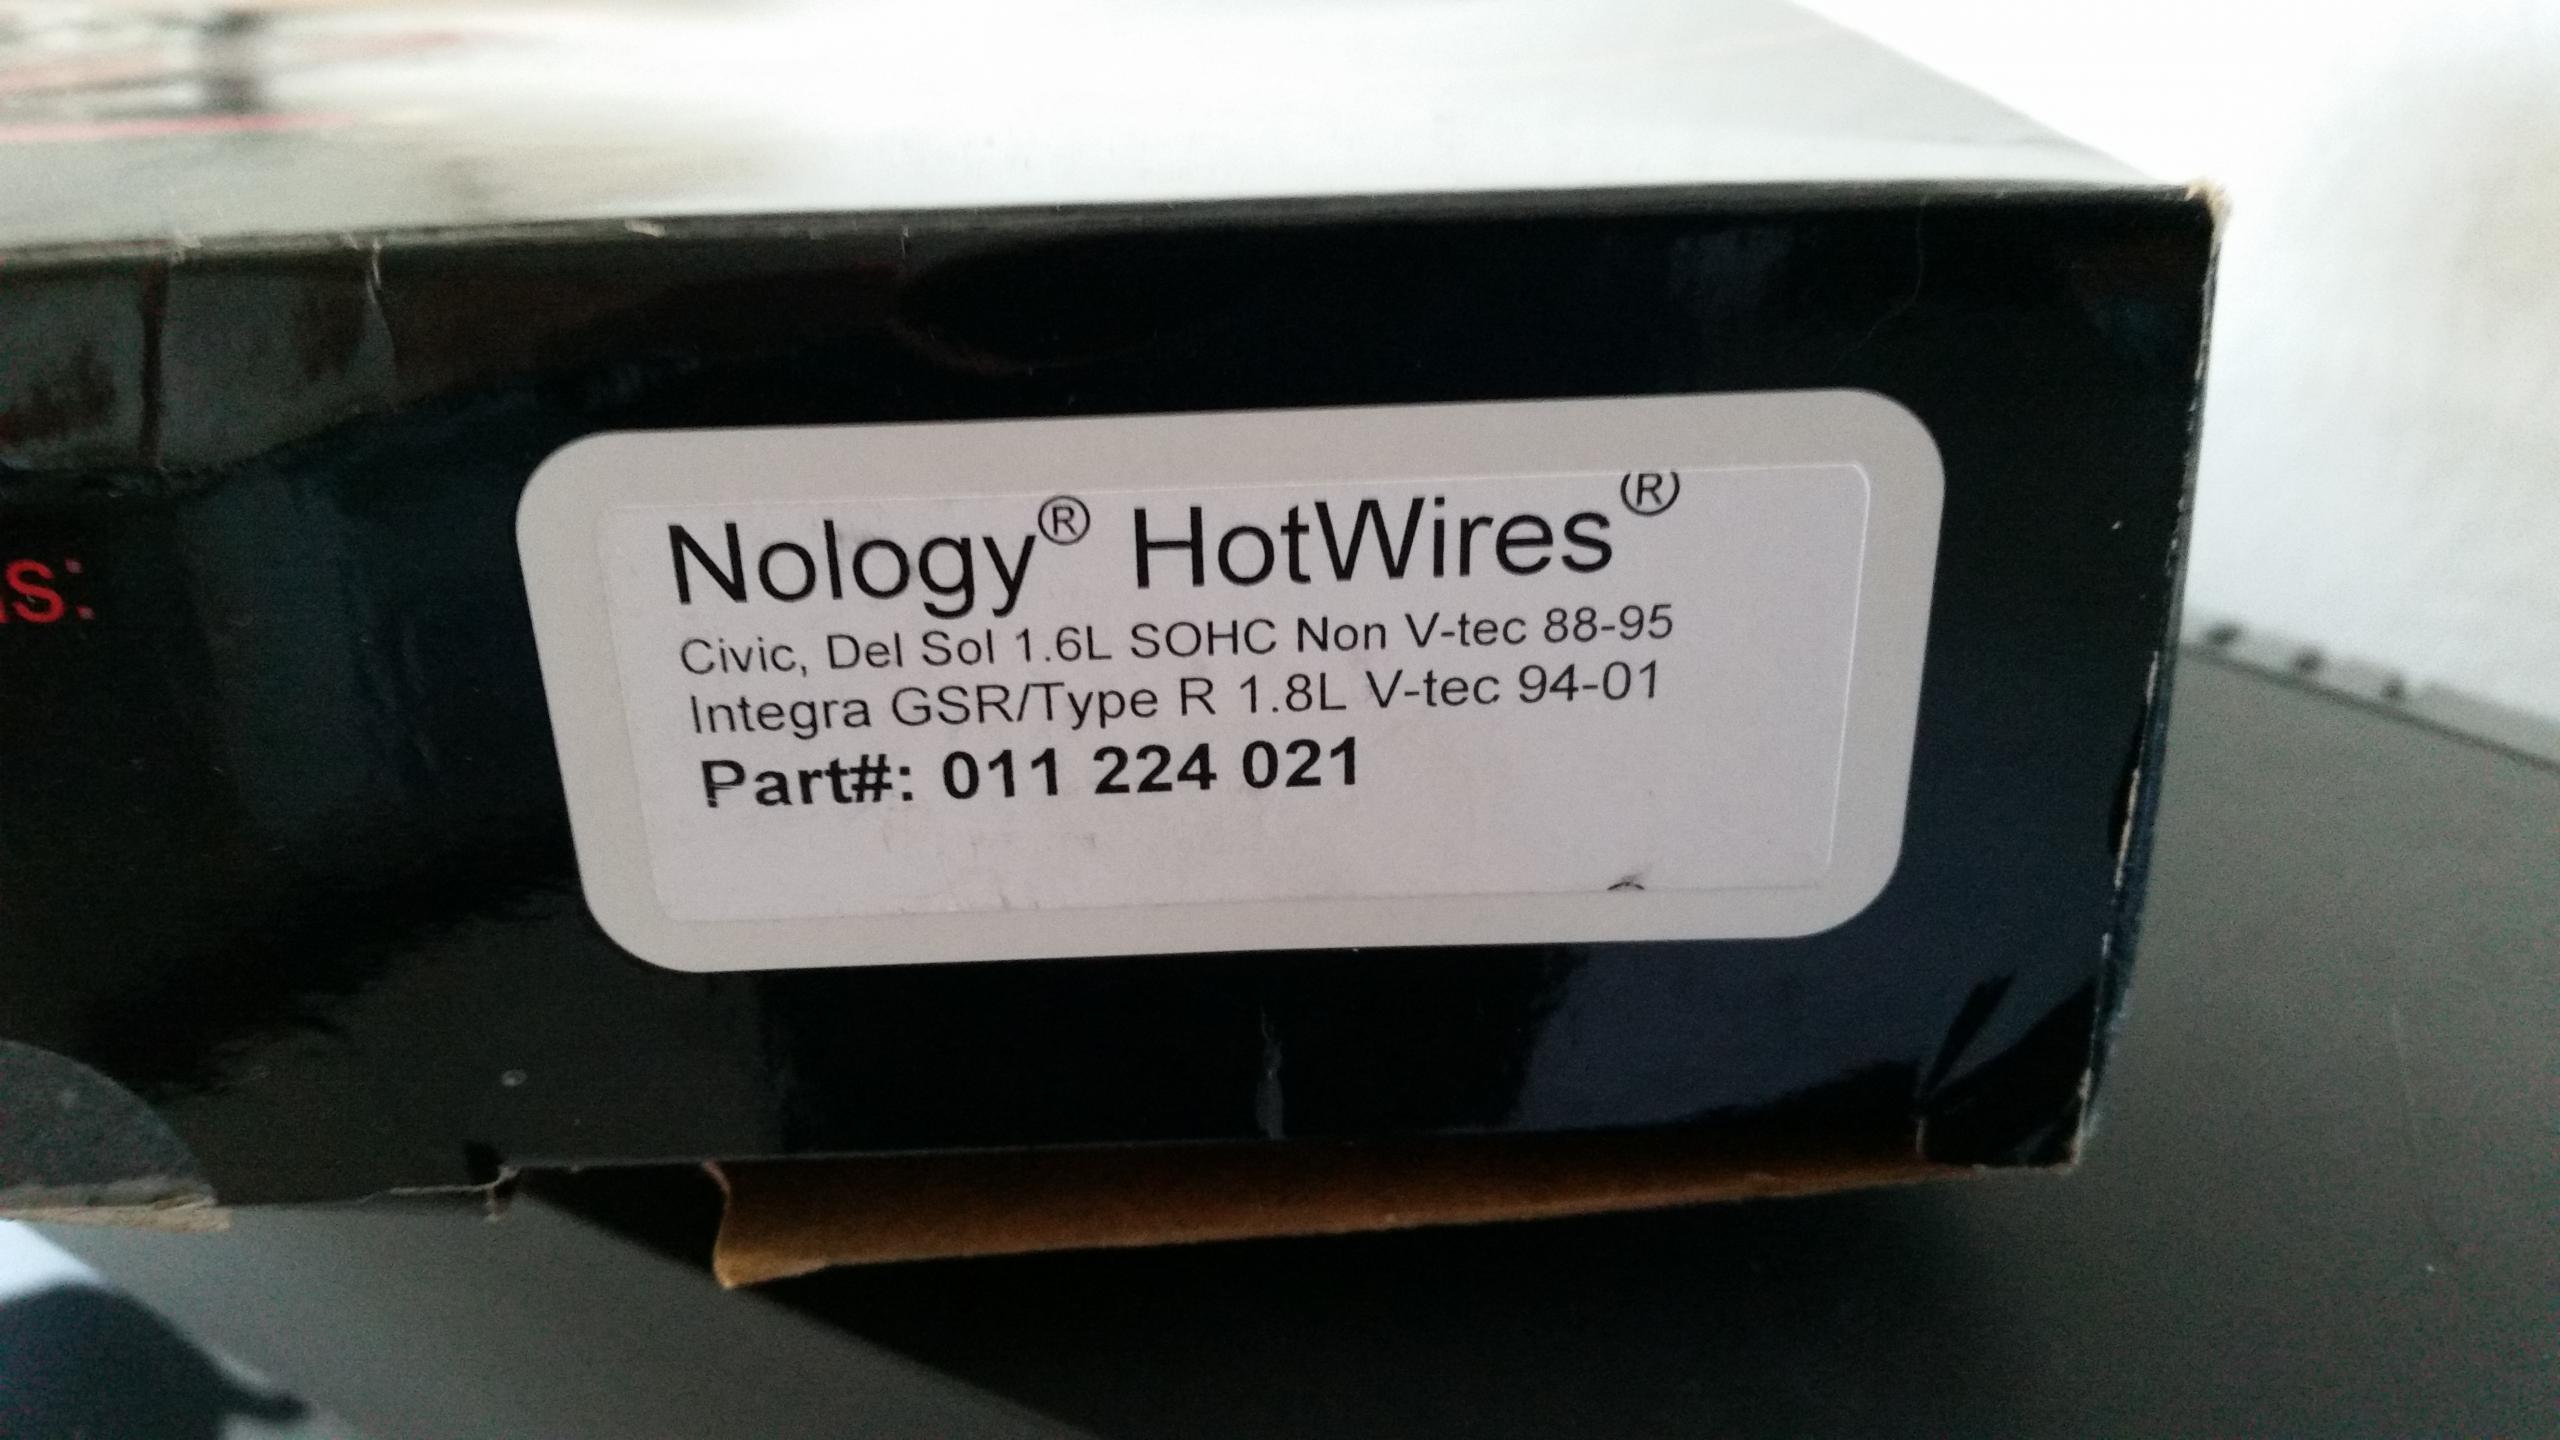 Nology® HotWires®
Civic, Del Sol 1.6L SOHC Non V-tec 88-95
Integra GSR/Type R 1.8L V-tec 94-01
Part#: 011 224 021